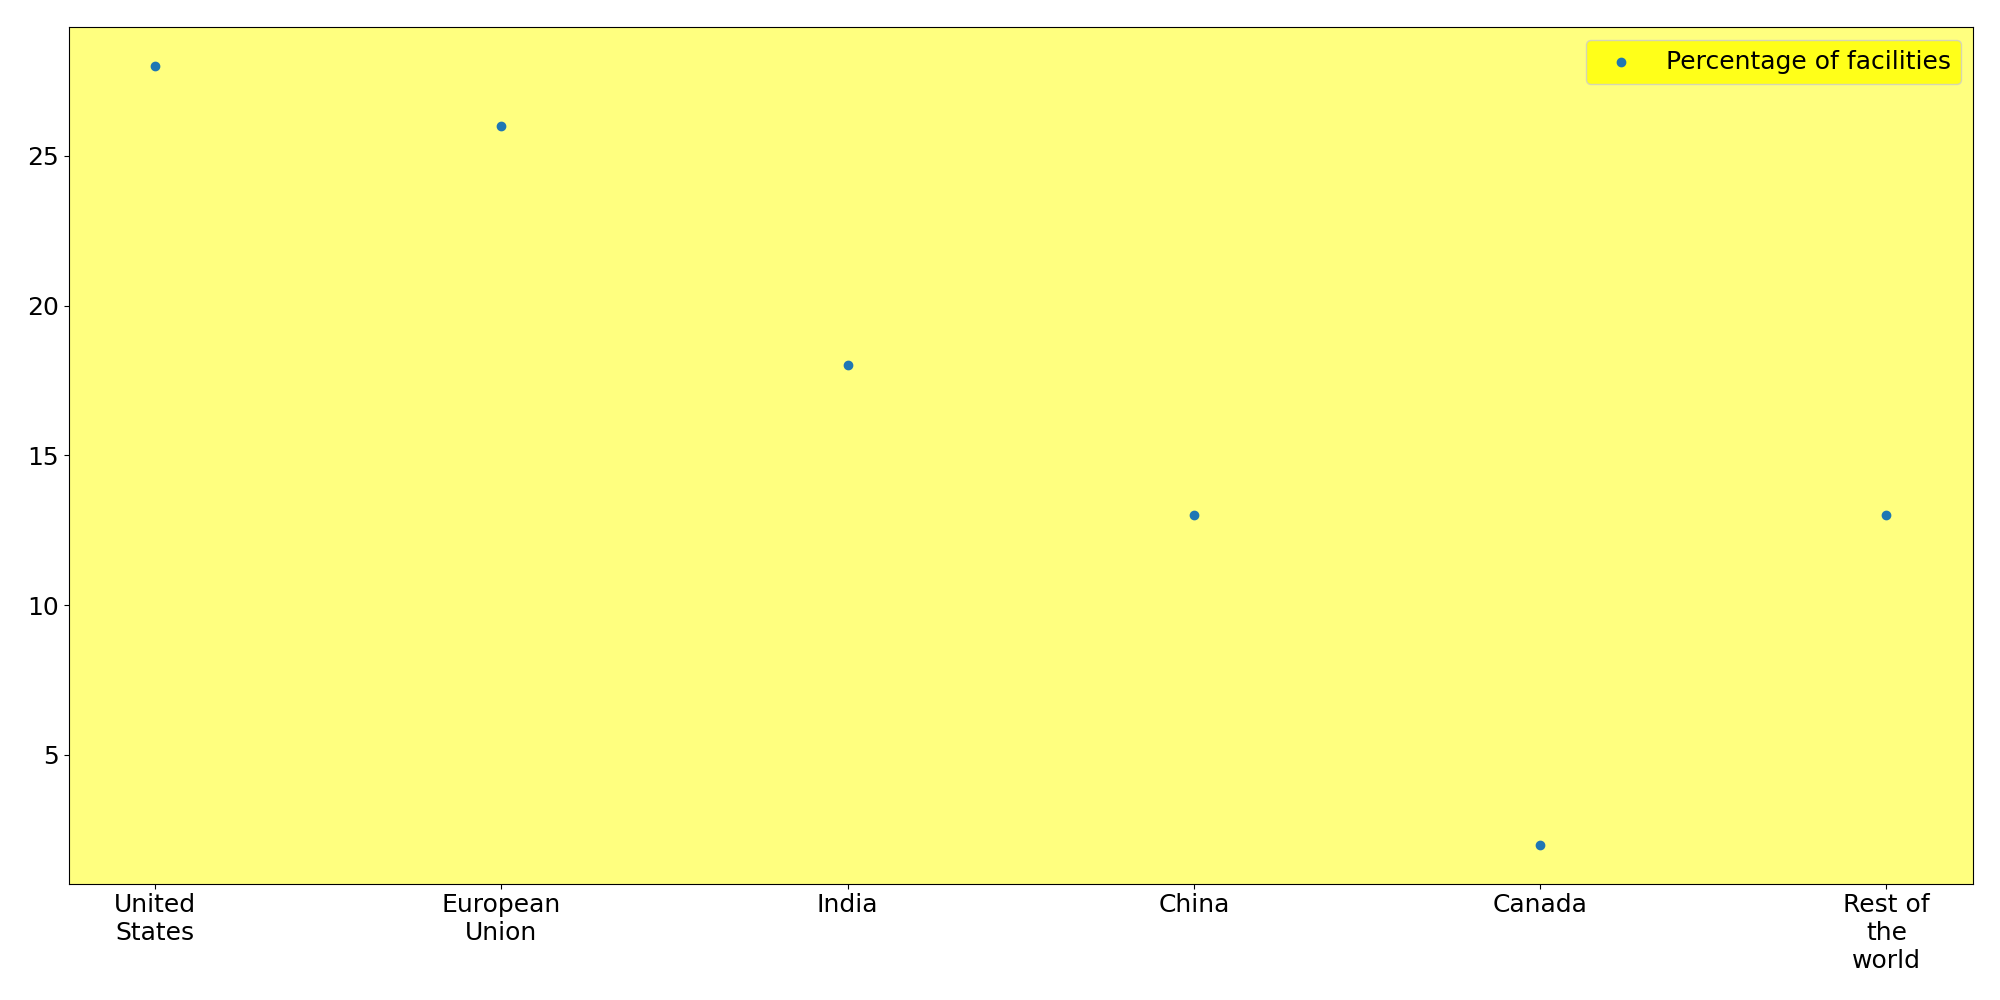 Percentage of facilities
25
20
15
10
5
United
States
European
Union
India
China
Canada
Rest of
the
world